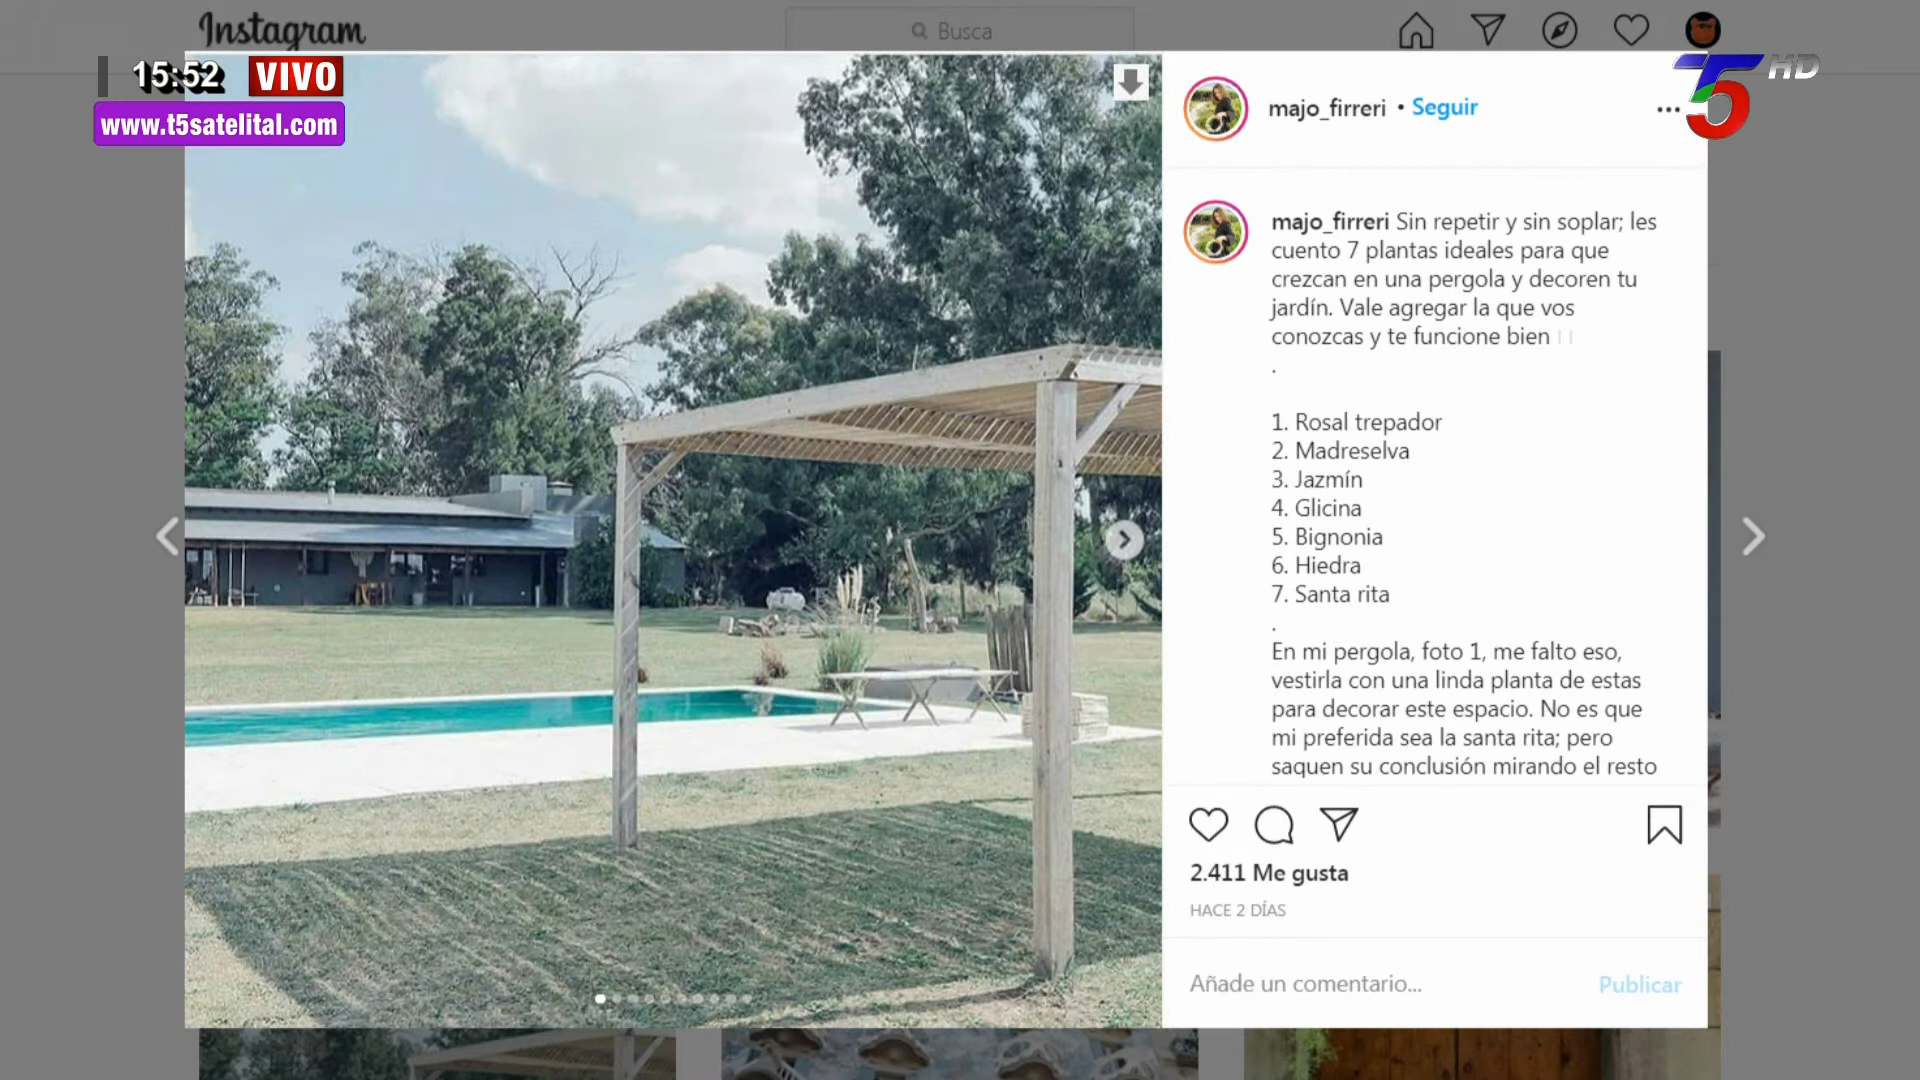 Instagram
Busca
15:52 VIVO
www.t5satelital.com
T5 HD
majo_firreri • Seguir
majo_firreri Sin repetir y sin soplar; les
cuento 7 plantas ideales para que
crezcan en una pergola y decoren tu
jardín. Vale agregar la que vos
conozcas y te funcione bien
.
1. Rosal trepador
2. Madreselva
3. Jazmín
4. Glicina
5. Bignonia
6. Hiedra
7. Santa rita
.
En mi pergola, foto 1, me falto eso,
vestirla con una linda planta de estas
para decorar este espacio. No es que
mi preferida sea la santa rita; pero
saquen su conclusión mirando el resto
2.411 Me gusta
HACE 2 DÍAS
Añade un comentario...
Publicar